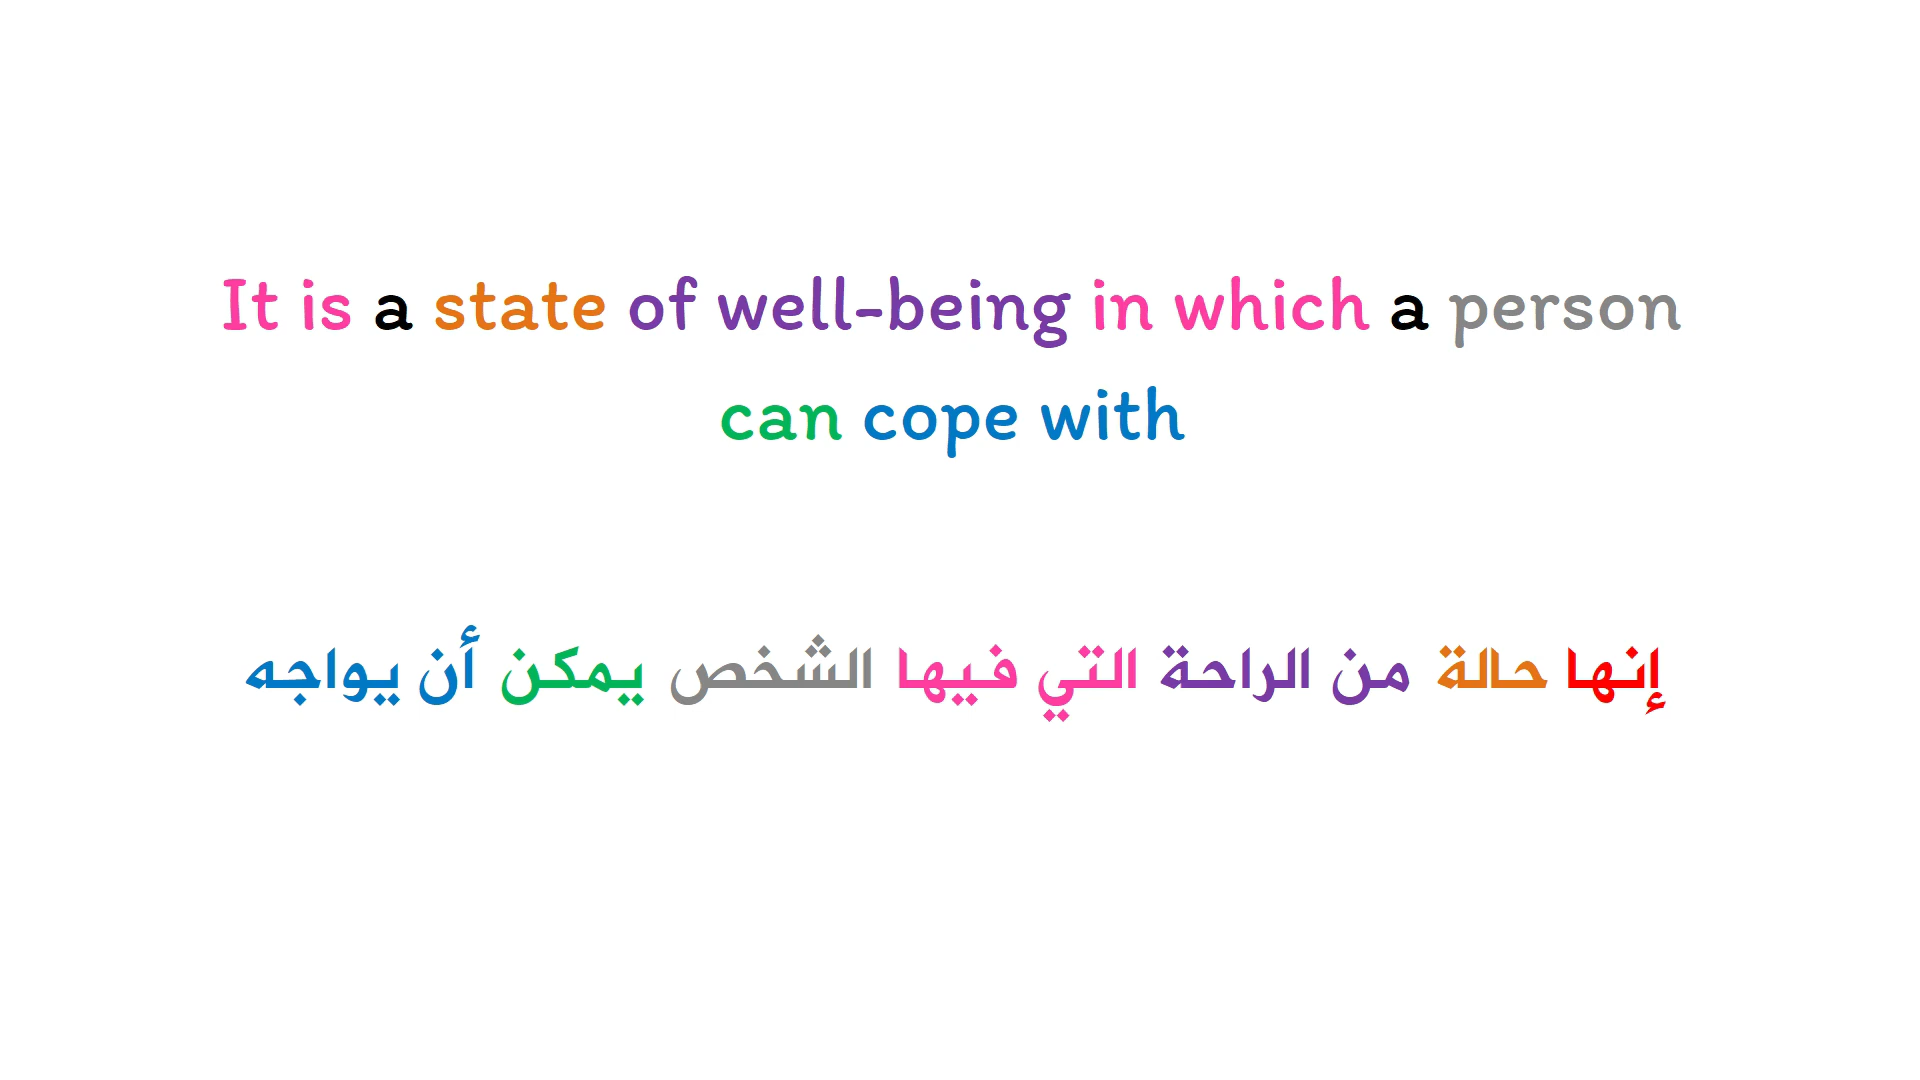 It is a state of well-being in which a person
can cope with
إنها حالة من الراحة التي فيها الشخص يمكن أن يواجه